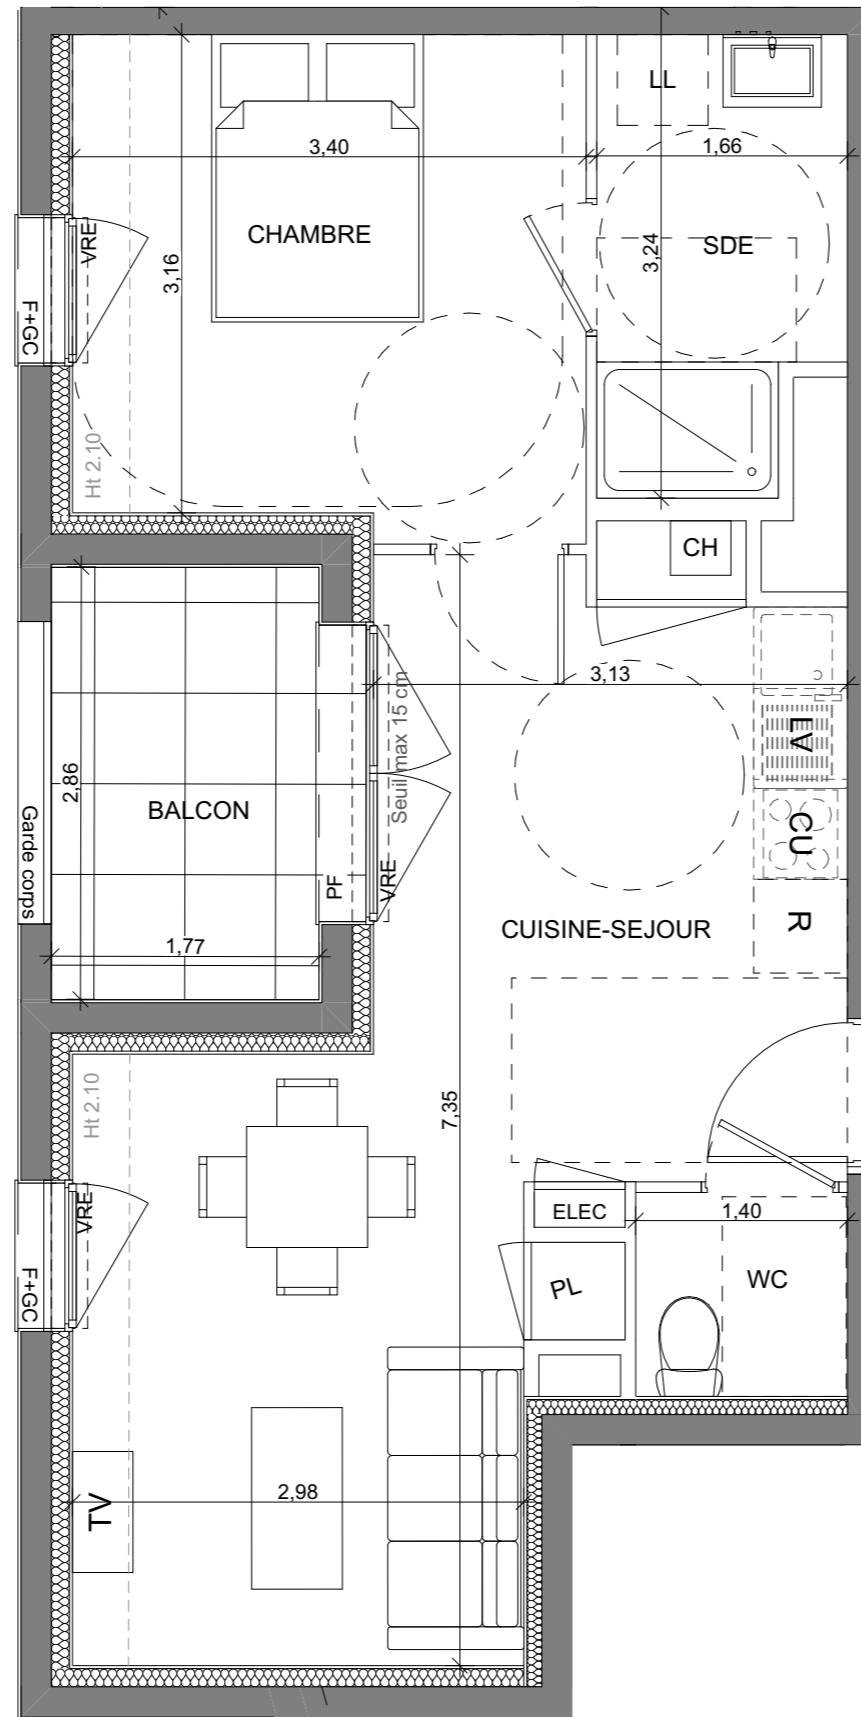 LL
3,40
1,66
CHAMBRE
SDE
VRE
3,16
3,24
F+GC
Ht 2.10
CH
3,13
Seuil max 15 cm
LV
2,86
BALCON
CU
Garde corps
PF
VRE
R
CUISINE-SEJOUR
1,77
Ht 2.10
7,35
VRE
ELEC
1,40
F+GC
PL
WC
2,98
TV